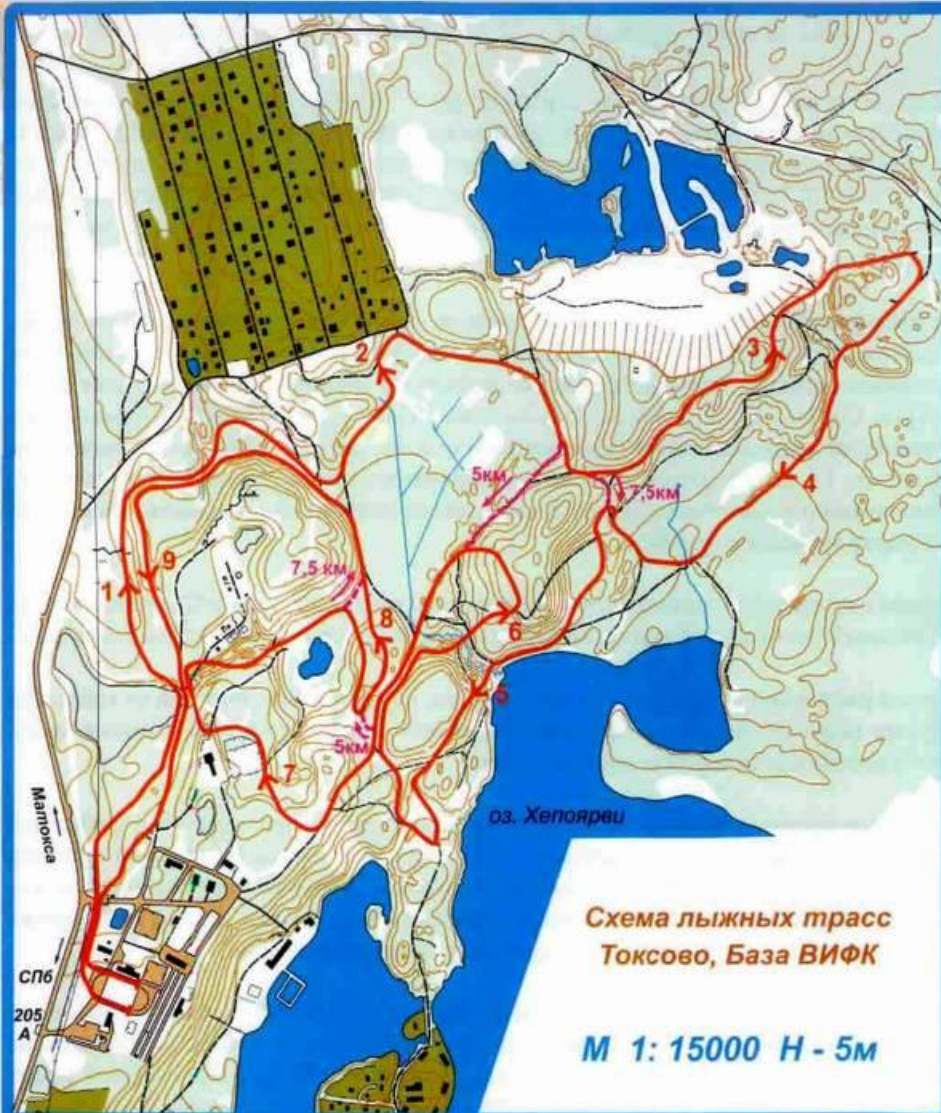 2
3
5км
7,5км
4
9
1
7,5 км
8
6
5
5км
7
Матокса
оз. Хепоярви
Схема лыжных трасс
Токсово, База ВИФК
СПб
205
А
М 1: 15000 Н - 5м